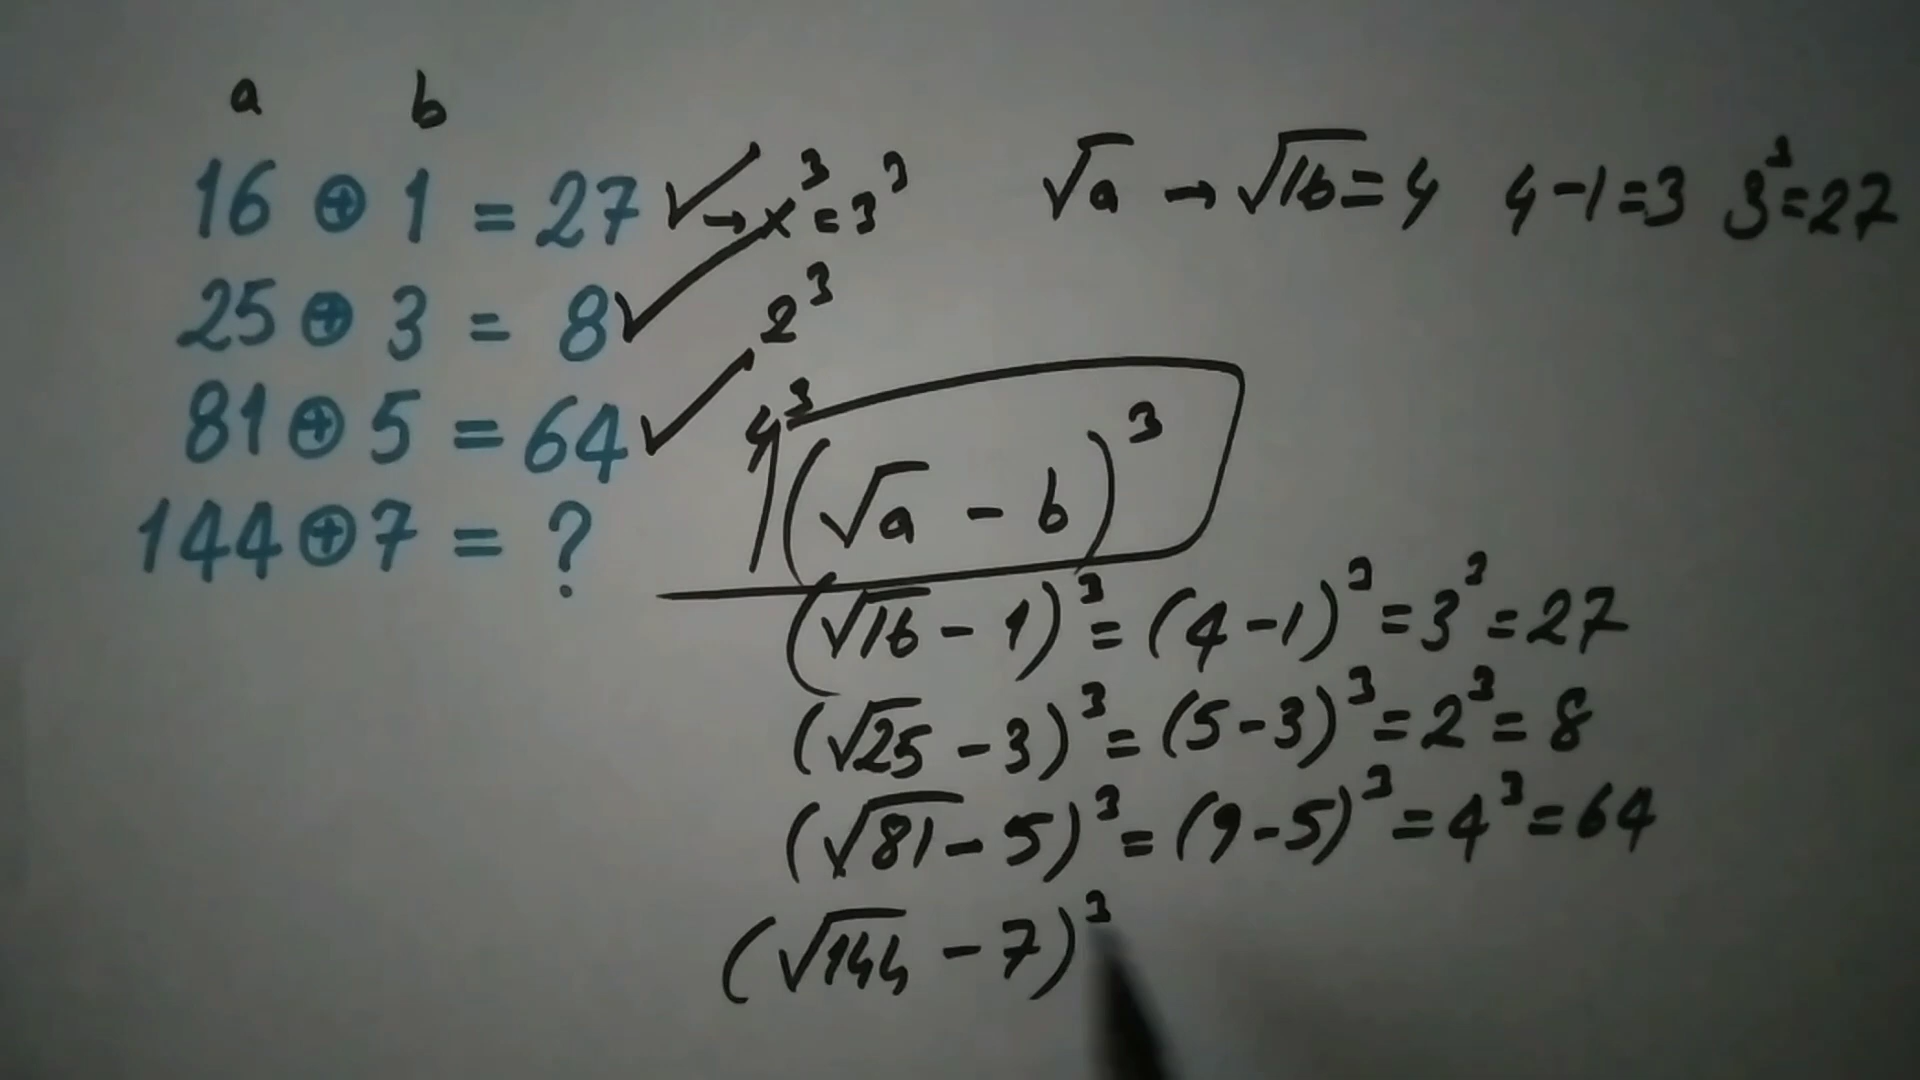 a b
16 ⊕ 1 = 27 ✓ → x³ = 3³
√a → √16 = 4 4 - 1 = 3 3³ = 27
25 ⊕ 3 = 8 ✓ 2³
81 ⊕ 5 = 64 ✓ 4³
(√a - b)³
144 ⊕ 7 = ?
(√16 - 1)³ = (4 - 1)³ = 3³ = 27
(√25 - 3)³ = (5 - 3)³ = 2³ = 8
(√81 - 5)³ = (9 - 5)³ = 4³ = 64
(√144 - 7)³